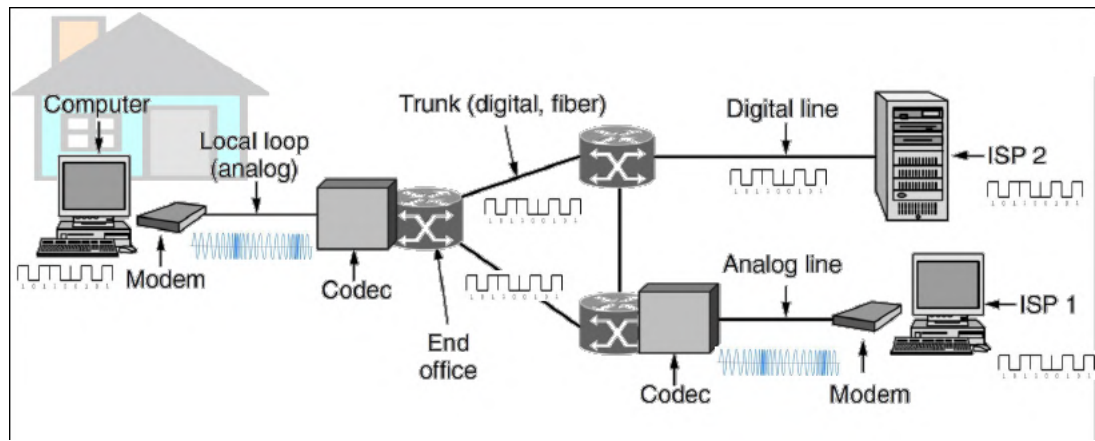 Computer
Trunk (digital, fiber)
Digital line
Local loop
(analog)
ISP 2
Modem
Codec
Analog line
ISP 1
End
office
Codec
Modem